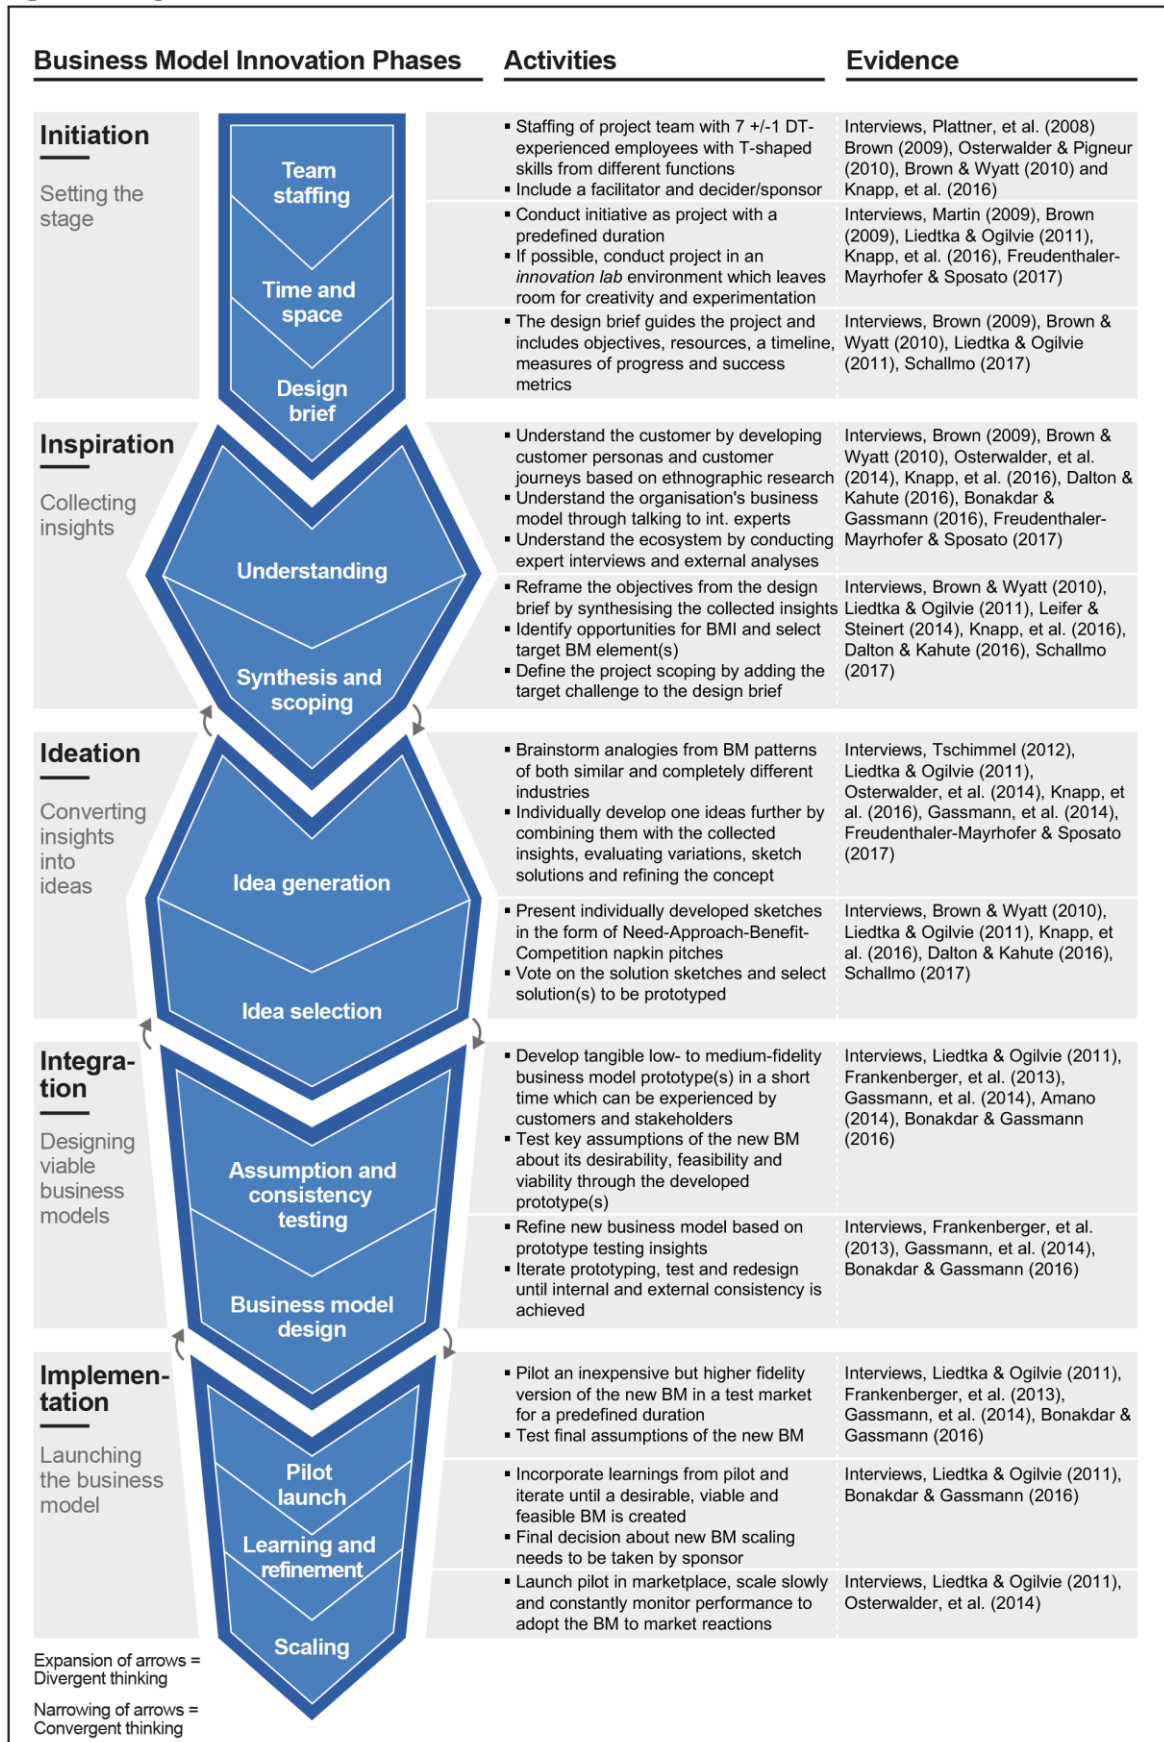 Business Model Innovation Phases
Activities
Evidence
Initiation
Setting the
stage
Team
staffing
Time and
space
Design
brief
▪ Staffing of project team with 7 +/-1 DT-
experienced employees with T-shaped
skills from different functions
▪ Include a facilitator and decider/sponsor
Interviews, Plattner, et al. (2008)
Brown (2009), Osterwalder & Pigneur
(2010), Brown & Wyatt (2010) and
Knapp, et al. (2016)
▪ Conduct initiative as project with a
predefined duration
▪ If possible, conduct project in an
innovation lab environment which leaves
room for creativity and experimentation
Interviews, Martin (2009), Brown
(2009), Liedtka & Ogilvie (2011),
Knapp, et al. (2016), Freudenthaler-
Mayrhofer & Sposato (2017)
▪ The design brief guides the project and
includes objectives, resources, a timeline,
measures of progress and success
metrics
Interviews, Brown (2009), Brown &
Wyatt (2010), Liedtka & Ogilvie
(2011), Schallmo (2017)
Inspiration
Collecting
insights
Understanding
Synthesis and
scoping
▪ Understand the customer by developing
customer personas and customer
journeys based on ethnographic research
▪ Understand the organisation's business
model through talking to int. experts
▪ Understand the ecosystem by conducting
expert interviews and external analyses
Interviews, Brown (2009), Brown &
Wyatt (2010), Osterwalder, et al.
(2014), Knapp, et al. (2016), Dalton &
Kahute (2016), Bonakdar &
Gassmann (2016), Freudenthaler-
Mayrhofer & Sposato (2017)
▪ Reframe the objectives from the design
brief by synthesising the collected insights
▪ Identify opportunities for BMI and select
target BM element(s)
▪ Define the project scoping by adding the
target challenge to the design brief
Interviews, Brown & Wyatt (2010),
Liedtka & Ogilvie (2011), Leifer &
Steinert (2014), Knapp, et al. (2016),
Dalton & Kahute (2016), Schallmo
(2017)
Ideation
Converting
insights
into
ideas
Idea generation
Idea selection
▪ Brainstorm analogies from BM patterns
of both similar and completely different
industries
▪ Individually develop one ideas further by
combining them with the collected
insights, evaluating variations, sketch
solutions and refining the concept
Interviews, Tschimmel (2012),
Liedtka & Ogilvie (2011),
Osterwalder, et al. (2014), Knapp, et
al. (2016), Gassmann, et al. (2014),
Freudenthaler-Mayrhofer & Sposato
(2017)
▪ Present individually developed sketches
in the form of Need-Approach-Benefit-
Competition napkin pitches
▪ Vote on the solution sketches and select
solution(s) to be prototyped
Interviews, Brown & Wyatt (2010),
Liedtka & Ogilvie (2011), Knapp, et
al. (2016), Dalton & Kahute (2016),
Schallmo (2017)
Integra-
tion
Designing
viable
business
models
Assumption and
consistency
testing
Business model
design
▪ Develop tangible low- to medium-fidelity
business model prototype(s) in a short
time which can be experienced by
customers and stakeholders
▪ Test key assumptions of the new BM
about its desirability, feasibility and
viability through the developed
prototype(s)
Interviews, Liedtka & Ogilvie (2011),
Frankenberger, et al. (2013),
Gassmann, et al. (2014), Amano
(2014), Bonakdar & Gassmann
(2016)
▪ Refine new business model based on
prototype testing insights
▪ Iterate prototyping, test and redesign
until internal and external consistency is
achieved
Interviews, Frankenberger, et al.
(2013), Gassmann, et al. (2014),
Bonakdar & Gassmann (2016)
Implemen-
tation
Launching
the business
model
Pilot
launch
Learning and
refinement
Scaling
▪ Pilot an inexpensive but higher fidelity
version of the new BM in a test market
for a predefined duration
▪ Test final assumptions of the new BM
Interviews, Liedtka & Ogilvie (2011),
Frankenberger, et al. (2013),
Gassmann, et al. (2014), Bonakdar &
Gassmann (2016)
▪ Incorporate learnings from pilot and
iterate until a desirable, viable and
feasible BM is created
▪ Final decision about new BM scaling
needs to be taken by sponsor
Interviews, Liedtka & Ogilvie (2011),
Bonakdar & Gassmann (2016)
▪ Launch pilot in marketplace, scale slowly
and constantly monitor performance to
adopt the BM to market reactions
Interviews, Liedtka & Ogilvie (2011),
Osterwalder, et al. (2014)
Expansion of arrows =
Divergent thinking
Narrowing of arrows =
Convergent thinking